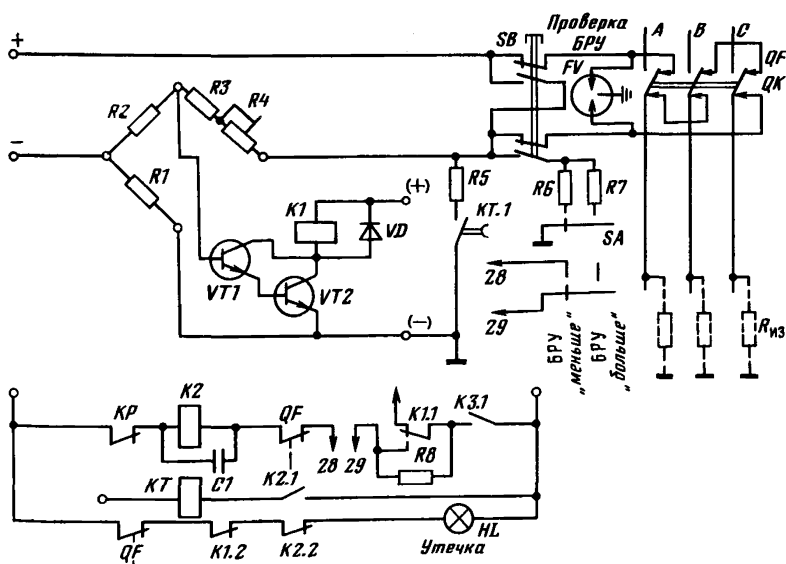 +
SB
Проверка
БРУ
FV
A
B
C
QF
QK
R3
R4
R2
–
R1
R5
R6
R7
K1
(+)
VD
КТ.1
SA
VT1
VT2
28
(–)
29
БРУ „меньше"
БРУ „больше"
Rиз
KP
K2
QF
K1.1
K3.1
C1
28
29
R8
KT
K2.1
QF
K1.2
K2.2
HL
Утечка